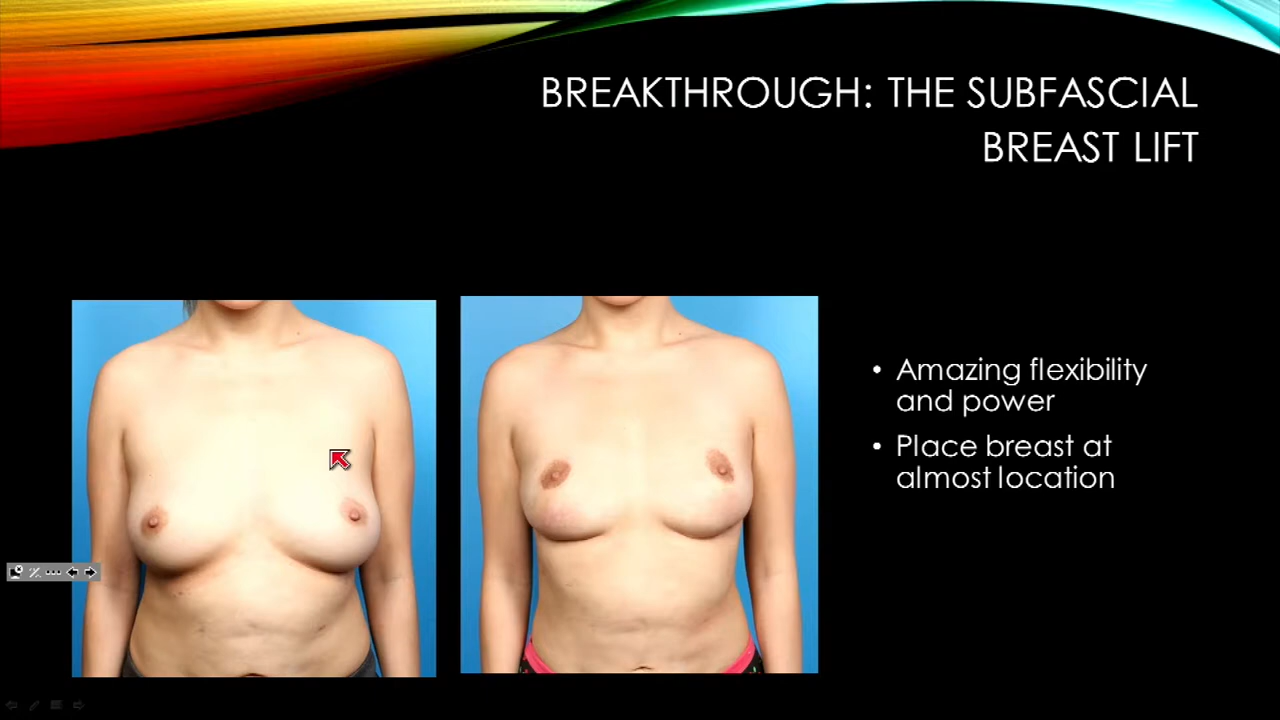 BREAKTHROUGH: THE SUBFASCIAL
BREAST LIFT
• Amazing flexibility
and power
• Place breast at
almost location